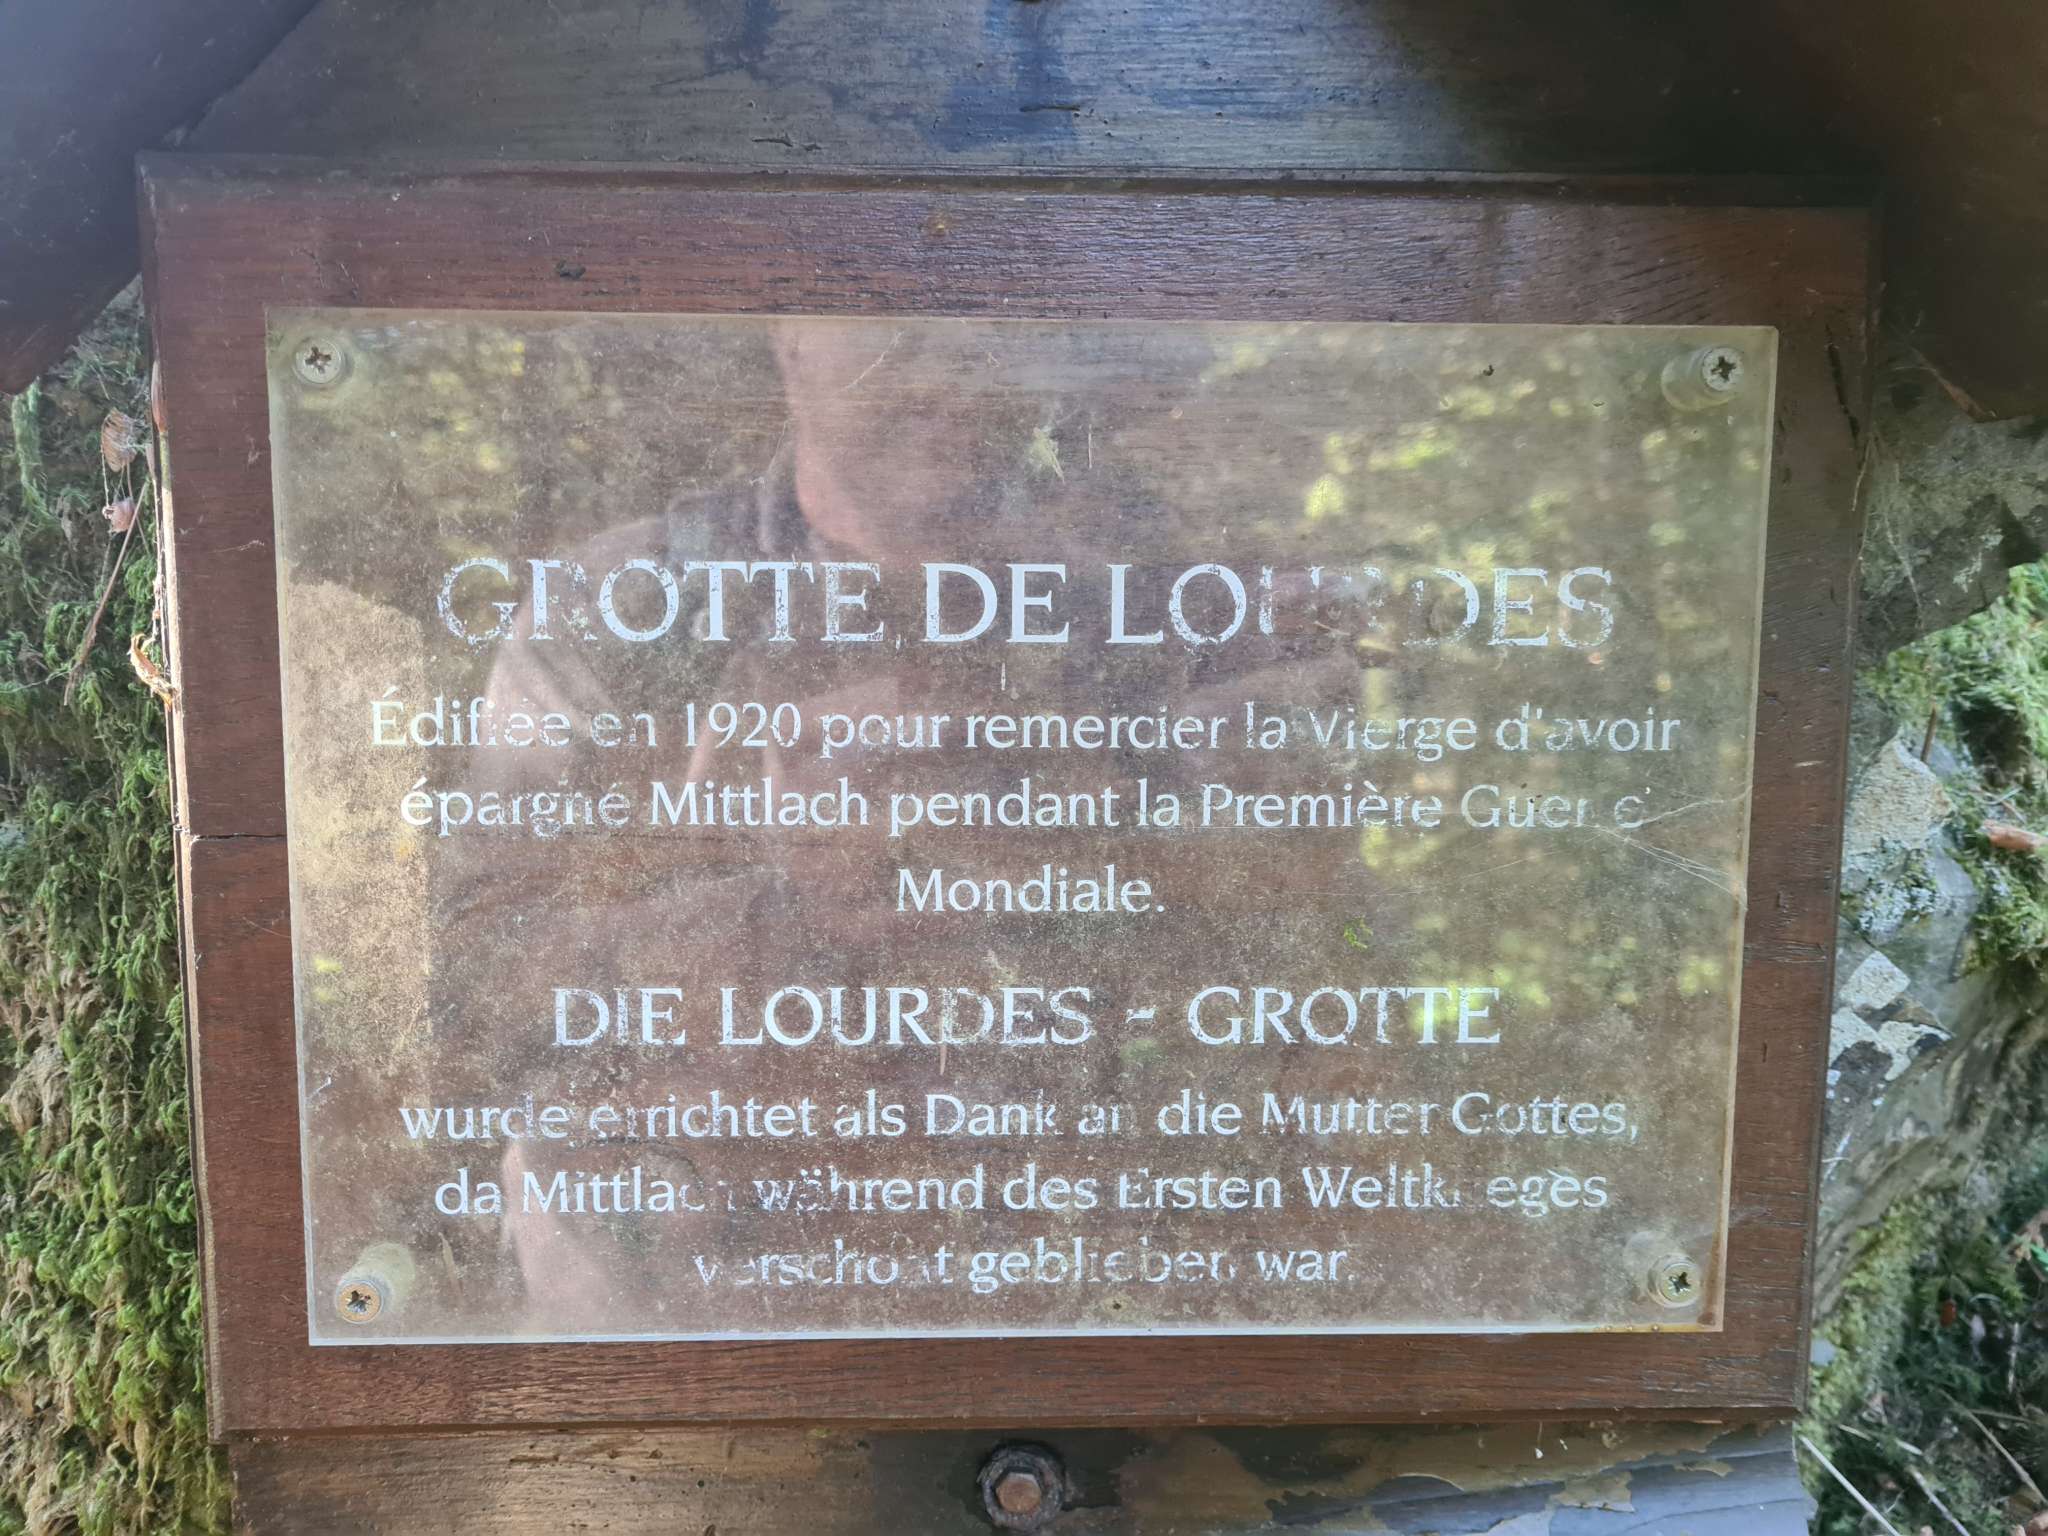 GROTTE DE LOURDES
Édifiée en 1920 pour remercier la Vierge d'avoir
épargné Mittlach pendant la Première Guerre
Mondiale.
DIE LOURDES - GROTTE
wurde errichtet als Dank an die Mutter Gottes,
da Mittlach während des Ersten Weltkrieges
verschont geblieben war.